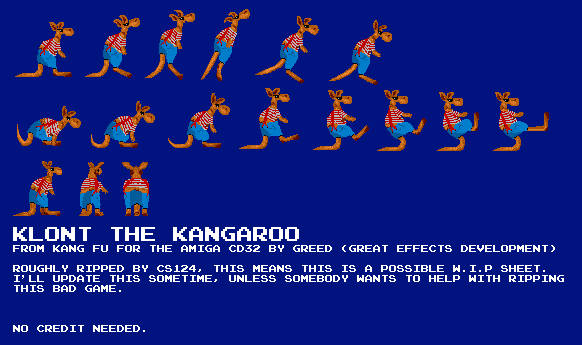 KLONT THE KANGAROO
FROM KANG FU FOR THE AMIGA CD32 BY GREED (GREAT EFFECTS DEVELOPMENT)
ROUGHLY RIPPED BY CS124, THIS MEANS THIS IS A POSSIBLE W.I.P SHEET.
I'LL UPDATE THIS SOMETIME, UNLESS SOMEBODY WANTS TO HELP WITH RIPPING
THIS BAD GAME.
NO CREDIT NEEDED.